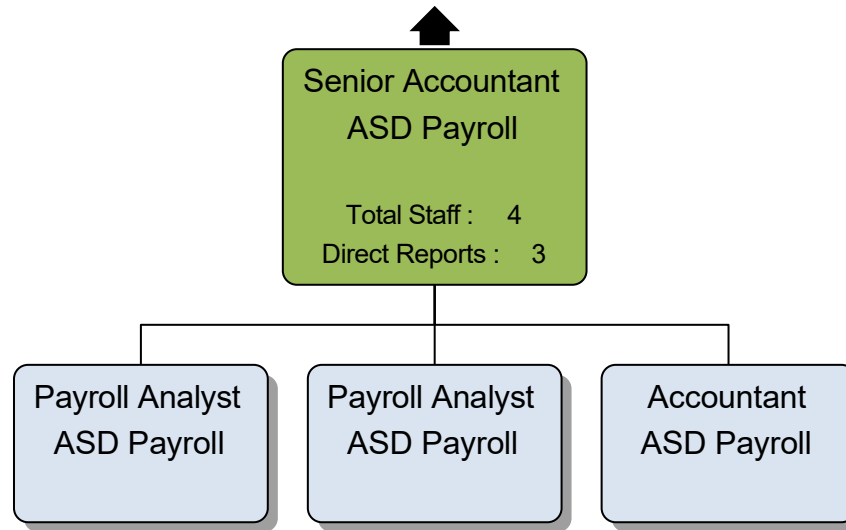 Senior Accountant
ASD Payroll
Total Staff : 4
Direct Reports : 3
Payroll Analyst
ASD Payroll
Payroll Analyst
ASD Payroll
Accountant
ASD Payroll